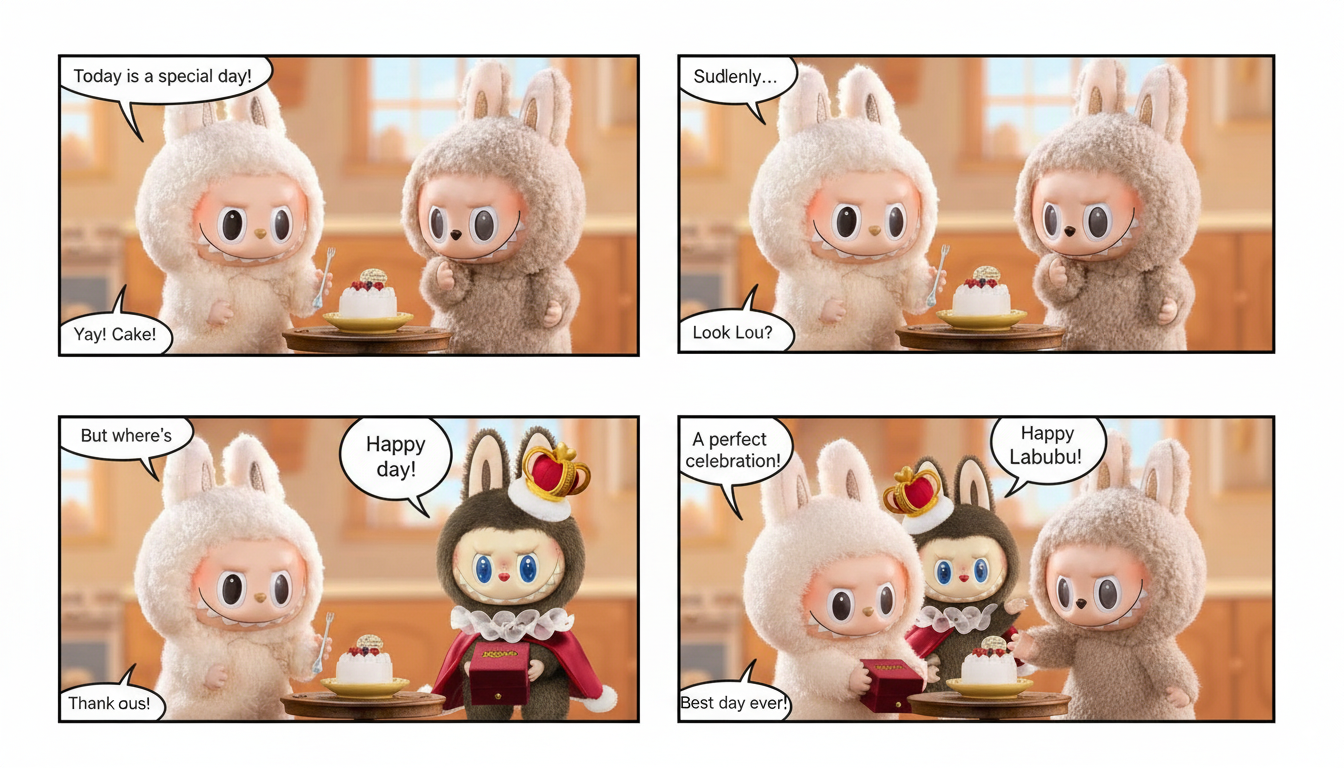 Today is a special day!
Yay! Cake!
Sudlenly...
Look Lou?
But where's
Happy
day!
Thank ous!
A perfect
celebration!
Happy
Labubu!
Best day ever!